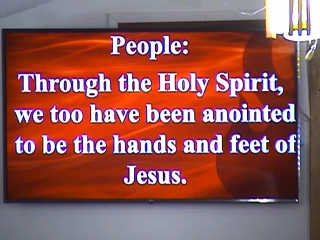 People:
Through the Holy Spirit,
we too have been anointed
to be the hands and feet of
Jesus.